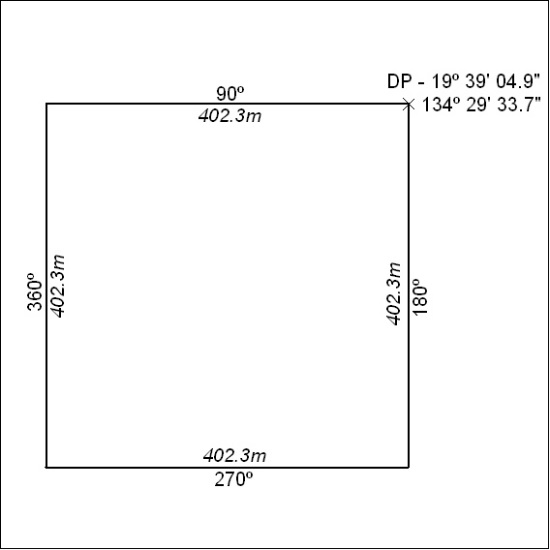 DP - 19º 39' 04.9"
134º 29' 33.7"
90º
402.3m
360º
402.3m
402.3m
180º
402.3m
270º